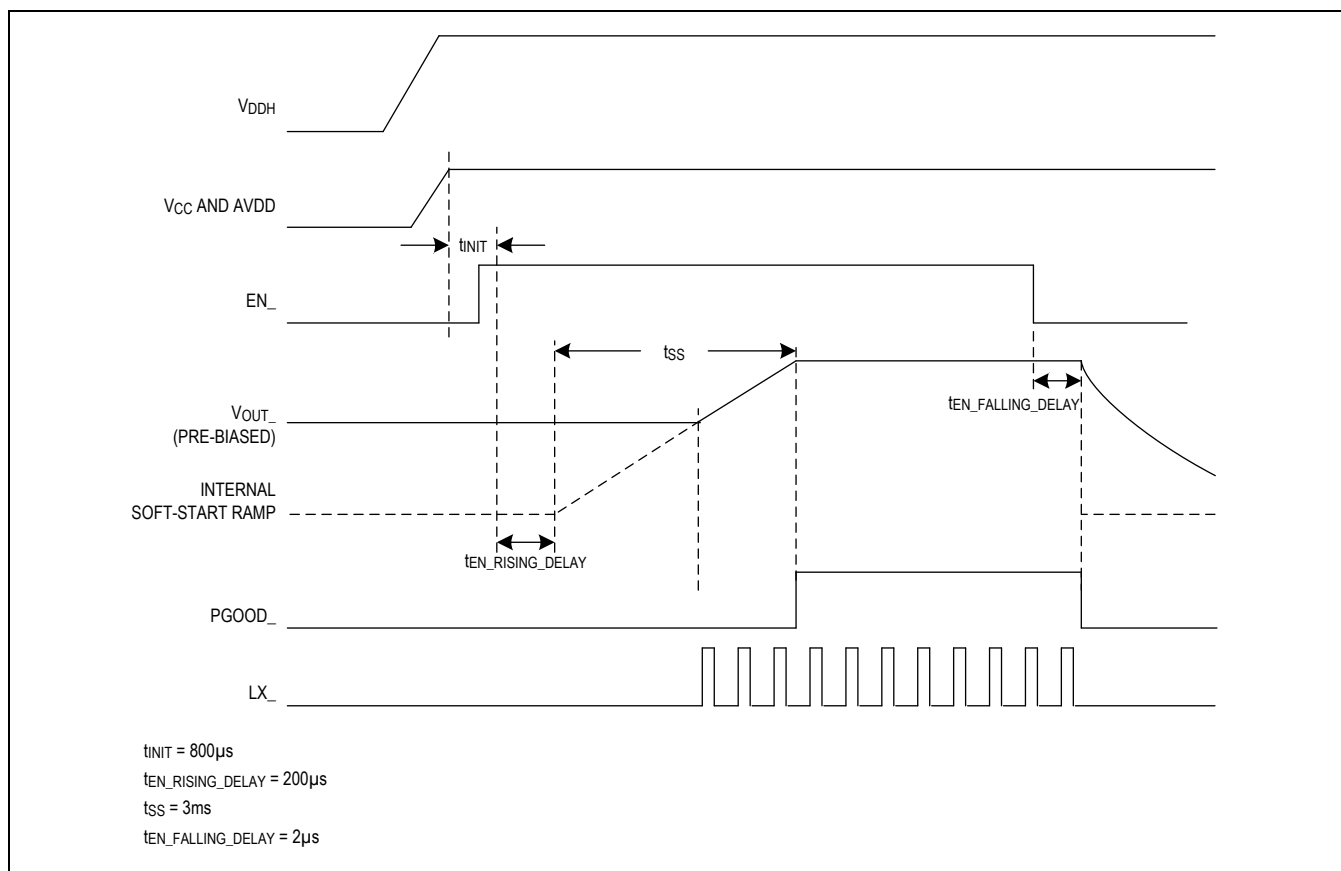 VDDH
VCC AND AVDD
tINIT
EN_
tSS
tEN_FALLING_DELAY
VOUT_
(PRE-BIASED)
INTERNAL
SOFT-START RAMP
tEN_RISING_DELAY
PGOOD_
LX_
tINIT = 800µs
tEN_RISING_DELAY = 200µs
tSS = 3ms
tEN_FALLING_DELAY = 2µs